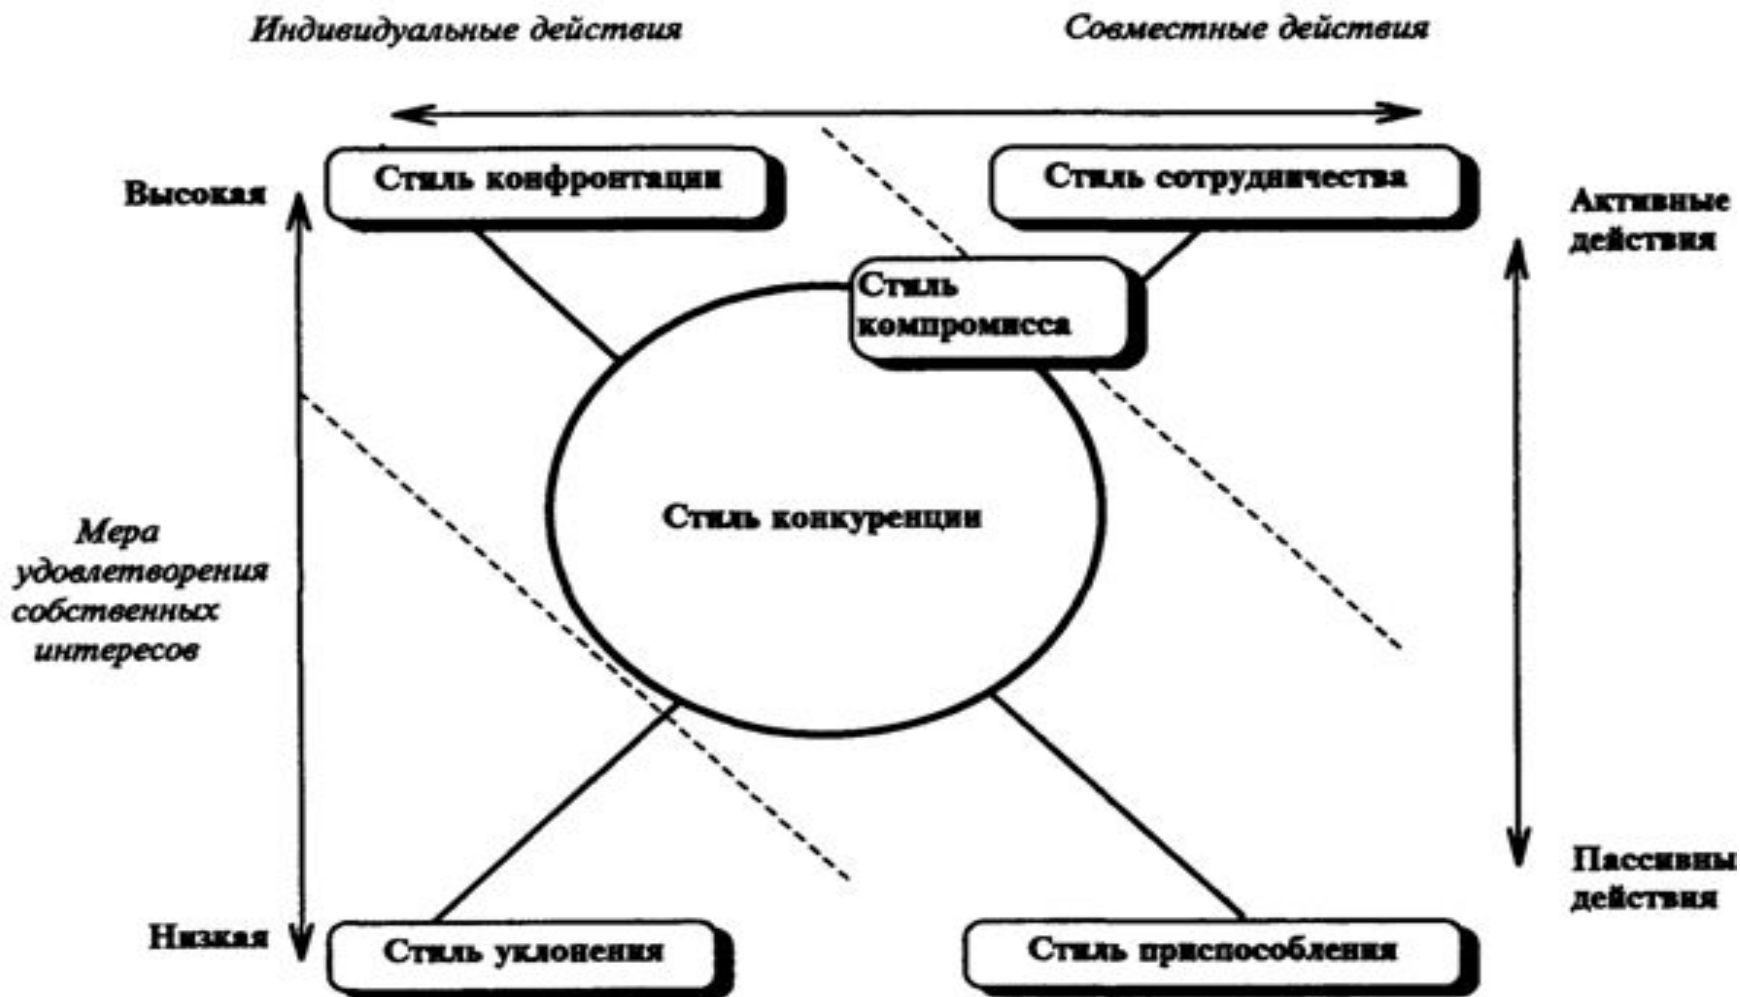 Индивидуальные действия
Совместные действия
Стиль конфронтации
Стиль сотрудничества
Высокая
Активные
действия
Стиль
компромисса
Стиль конкуренции
Мера
удовлетворения
собственных
интересов
Пассивны
действия
Низкая
Стиль уклонения
Стиль приспособления